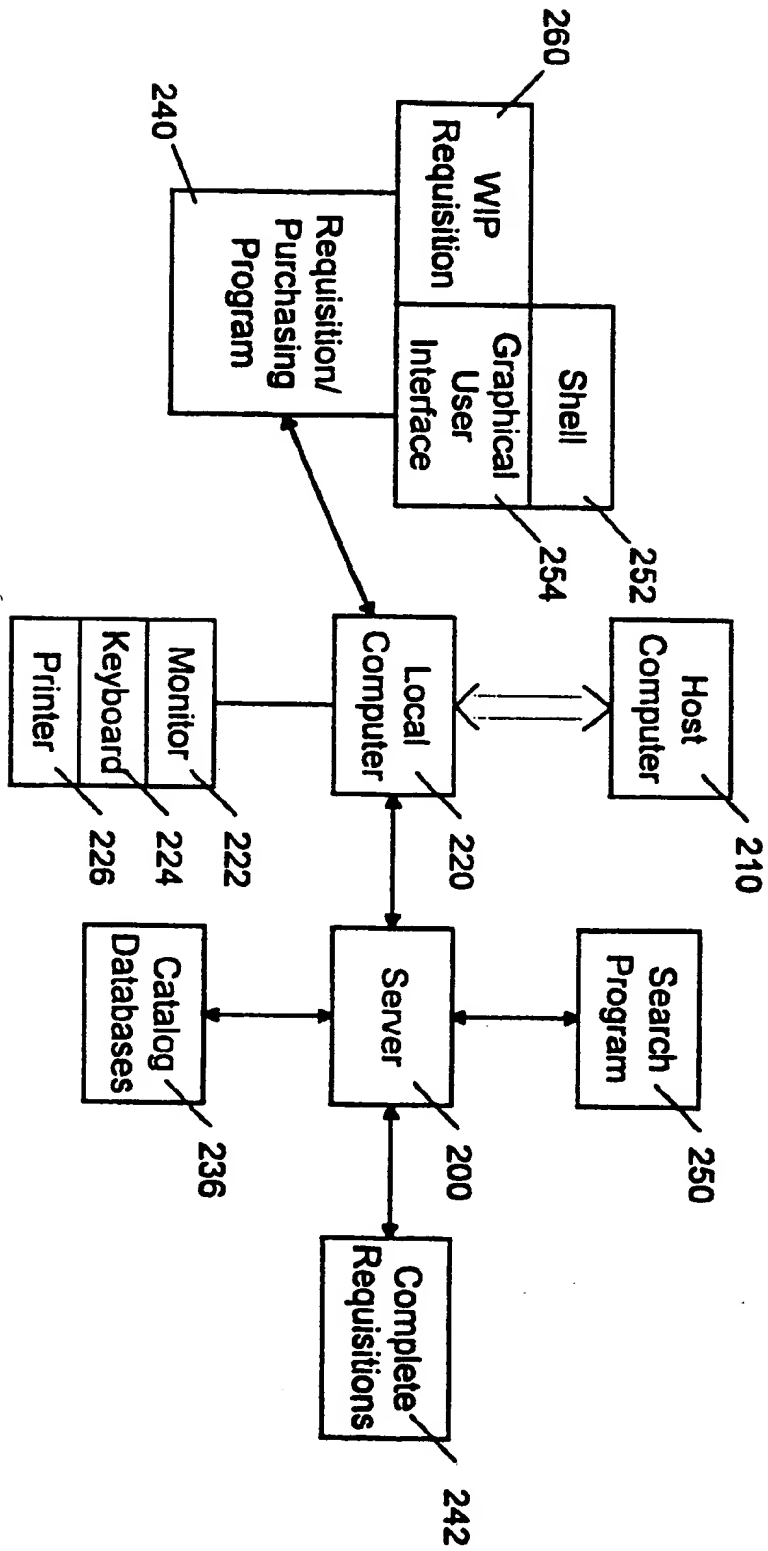 260
WIP
Requisition
Shell
252
Graphical
User
Interface
254
240
Requisition/
Purchasing
Program
Host
Computer
210
Local
Computer
220
Monitor
222
Keyboard
224
Printer
226
Search
Program
250
Server
200
Catalog
Databases
236
Complete
Requisitions
242